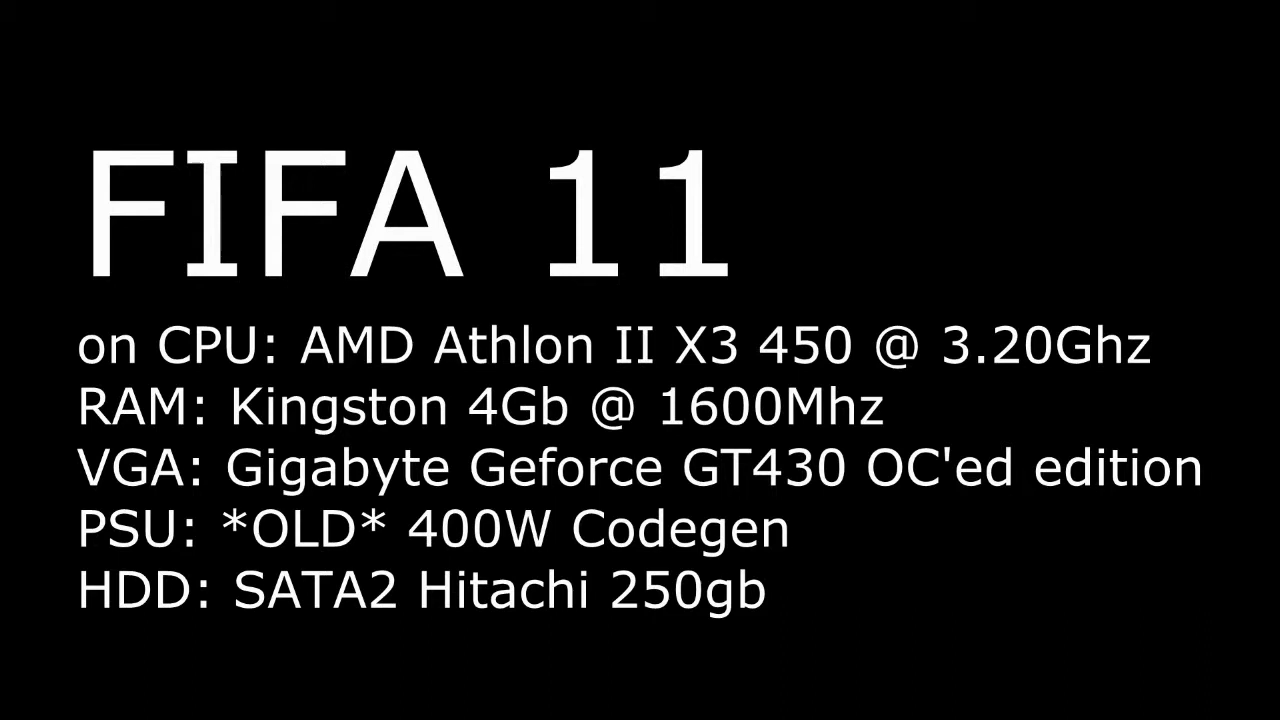 FIFA 11
on CPU: AMD Athlon II X3 450 @ 3.20Ghz
RAM: Kingston 4Gb @ 1600Mhz
VGA: Gigabyte Geforce GT430 OC'ed edition
PSU: *OLD* 400W Codegen
HDD: SATA2 Hitachi 250gb